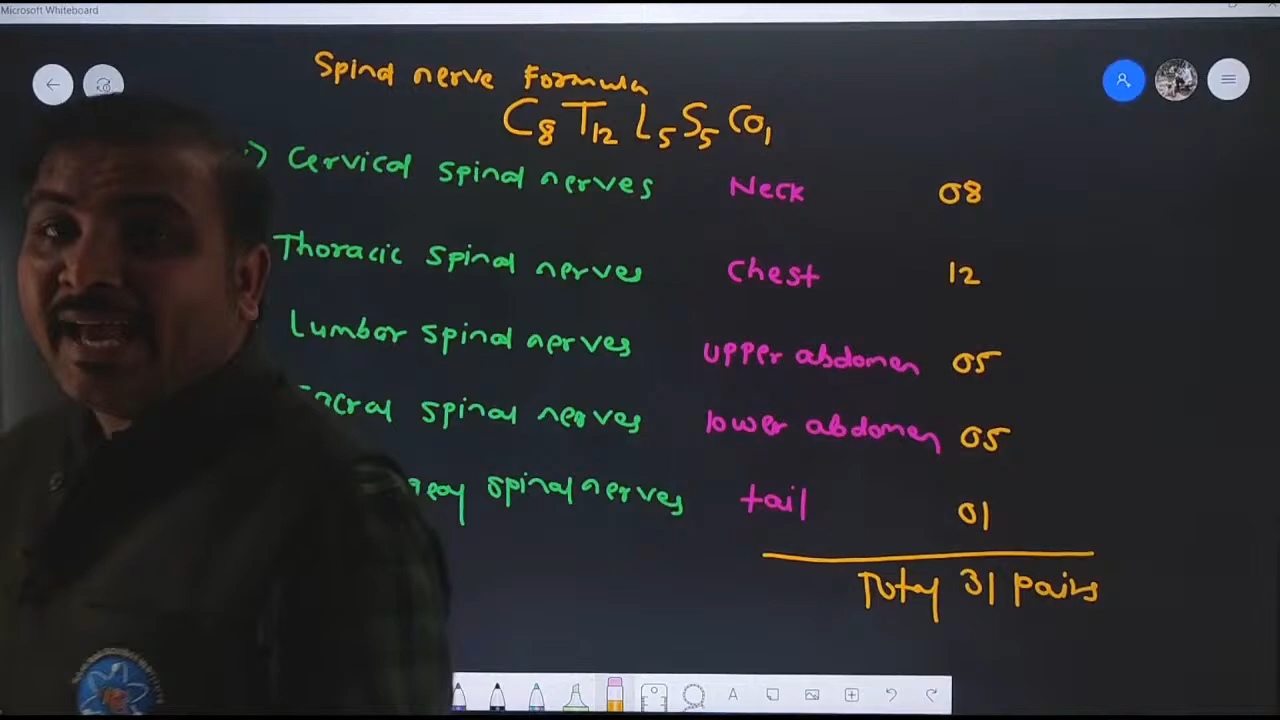 Microsoft Whiteboard
Spind nerve Formula
C8 T12 L5 S5 Co1
) Cervical spinal nerves Neck 08
Thoracic spinal nerves Chest 12
Lumbar spinal nerves upper abdomen 05
spinal nerves lower abdomen 05
spinal nerves tail 01
Total 31 pairs